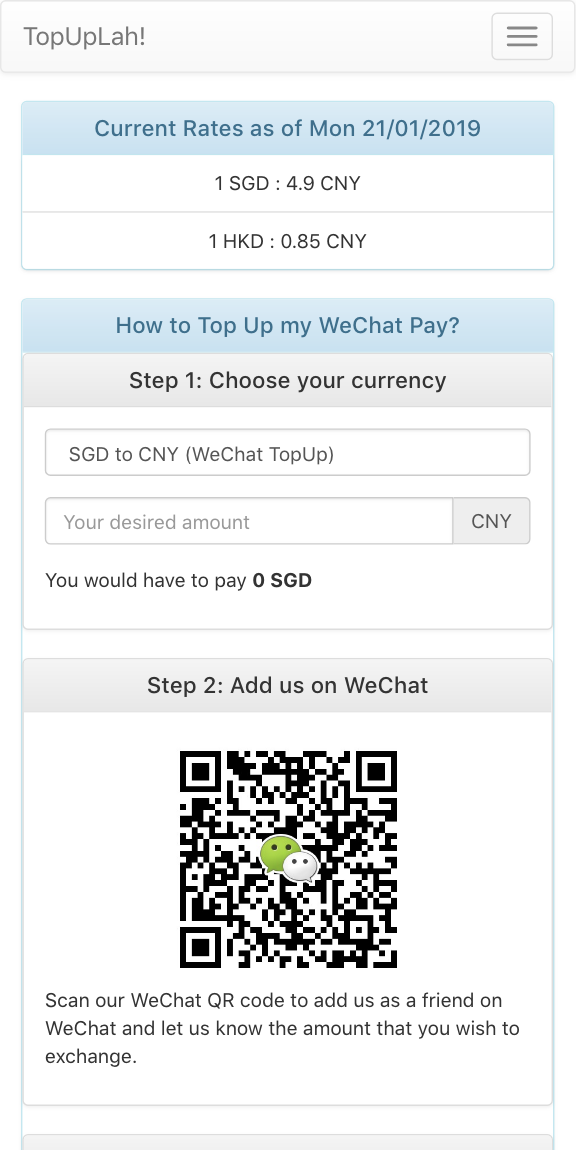 TopUpLah!
Current Rates as of Mon 21/01/2019
1 SGD : 4.9 CNY
1 HKD : 0.85 CNY
How to Top Up my WeChat Pay?
Step 1: Choose your currency
SGD to CNY (WeChat TopUp)
Your desired amount
CNY
You would have to pay 0 SGD
Step 2: Add us on WeChat
Scan our WeChat QR code to add us as a friend on
WeChat and let us know the amount that you wish to
exchange.